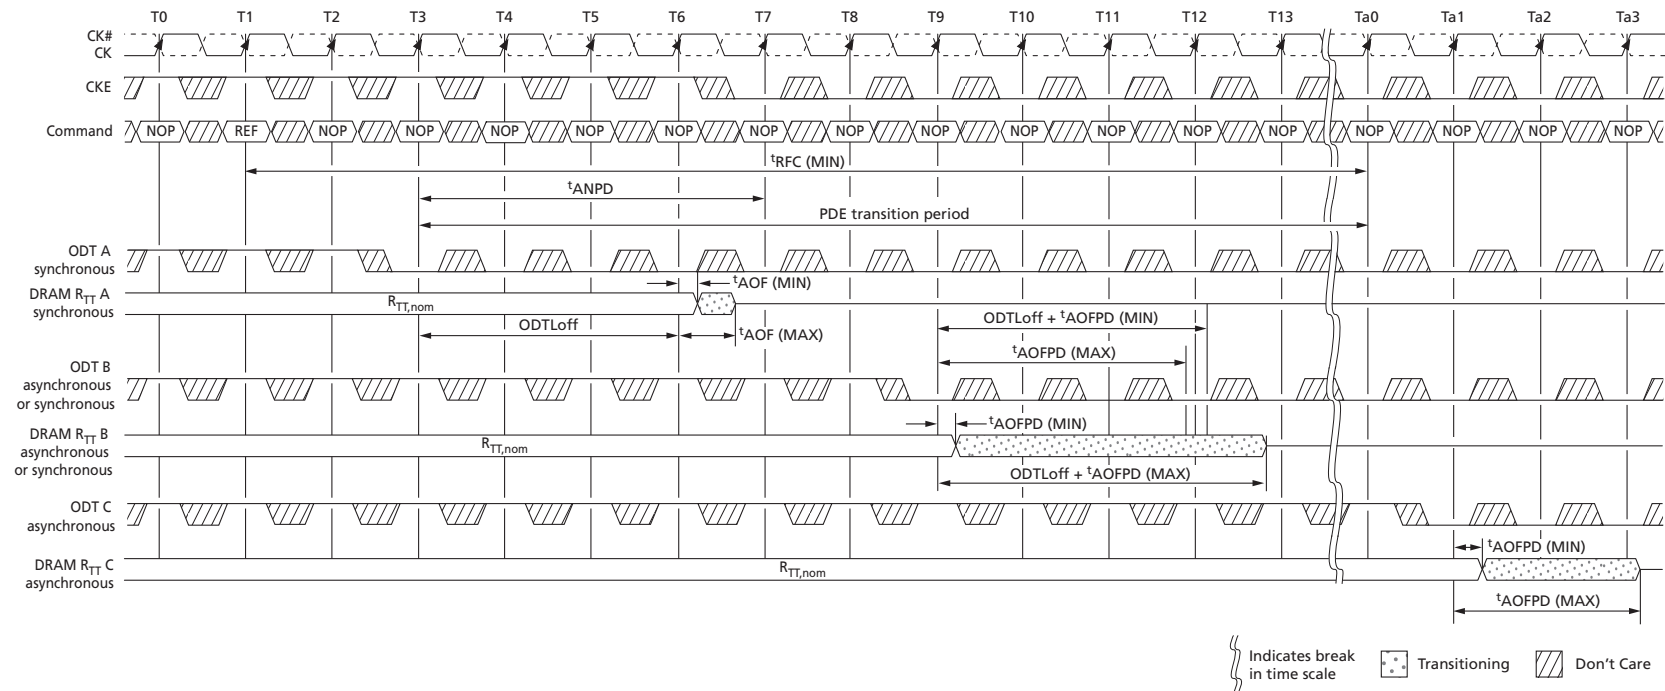 T0 T1 T2 T3 T4 T5 T6 T7 T8 T9 T10 T11 T12 T13 Ta0 Ta1 Ta2 Ta3
CK#
CK
CKE
Command NOP REF NOP NOP NOP NOP NOP NOP NOP NOP NOP NOP NOP NOP NOP NOP NOP NOP
tRFC (MIN)
tANPD
PDE transition period
ODT A
synchronous
tAOF (MIN)
DRAM RTT A
synchronous
RTT,nom
ODTLoff
tAOF (MAX)
ODTLoff + tAOFPD (MIN)
tAOFPD (MAX)
ODT B
asynchronous
or synchronous
tAOFPD (MIN)
DRAM RTT B
asynchronous
or synchronous
RTT,nom
ODTLoff + tAOFPD (MAX)
ODT C
asynchronous
tAOFPD (MIN)
DRAM RTT C
asynchronous
RTT,nom
tAOFPD (MAX)
Indicates break
in time scale
Transitioning
Don't Care